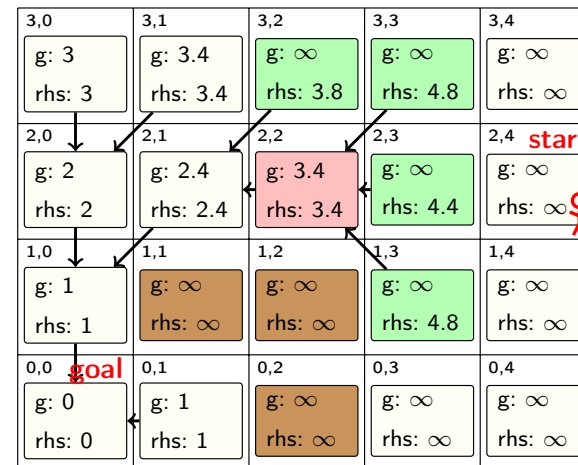 3,0 3,1 3,2 3,3 3,4
g: 3 g: 3.4 g: ∞ g: ∞ g: ∞
rhs: 3 rhs: 3.4 rhs: 3.8 rhs: 4.8 rhs: ∞
2,0 2,1 2,2 2,3 2,4 start
g: 2 g: 2.4 g: 3.4 g: ∞ g: ∞
rhs: 2 rhs: 2.4 rhs: 3.4 rhs: 4.4 rhs: ∞
1,0 1,1 1,2 1,3 1,4
g: 1 g: ∞ g: ∞ g: ∞ g: ∞
rhs: 1 rhs: ∞ rhs: ∞ rhs: 4.8 rhs: ∞
0,0 goal 0,1 0,2 0,3 0,4
g: 0 g: 1 g: ∞ g: ∞ g: ∞
rhs: 0 rhs: 1 rhs: ∞ rhs: ∞ rhs: ∞